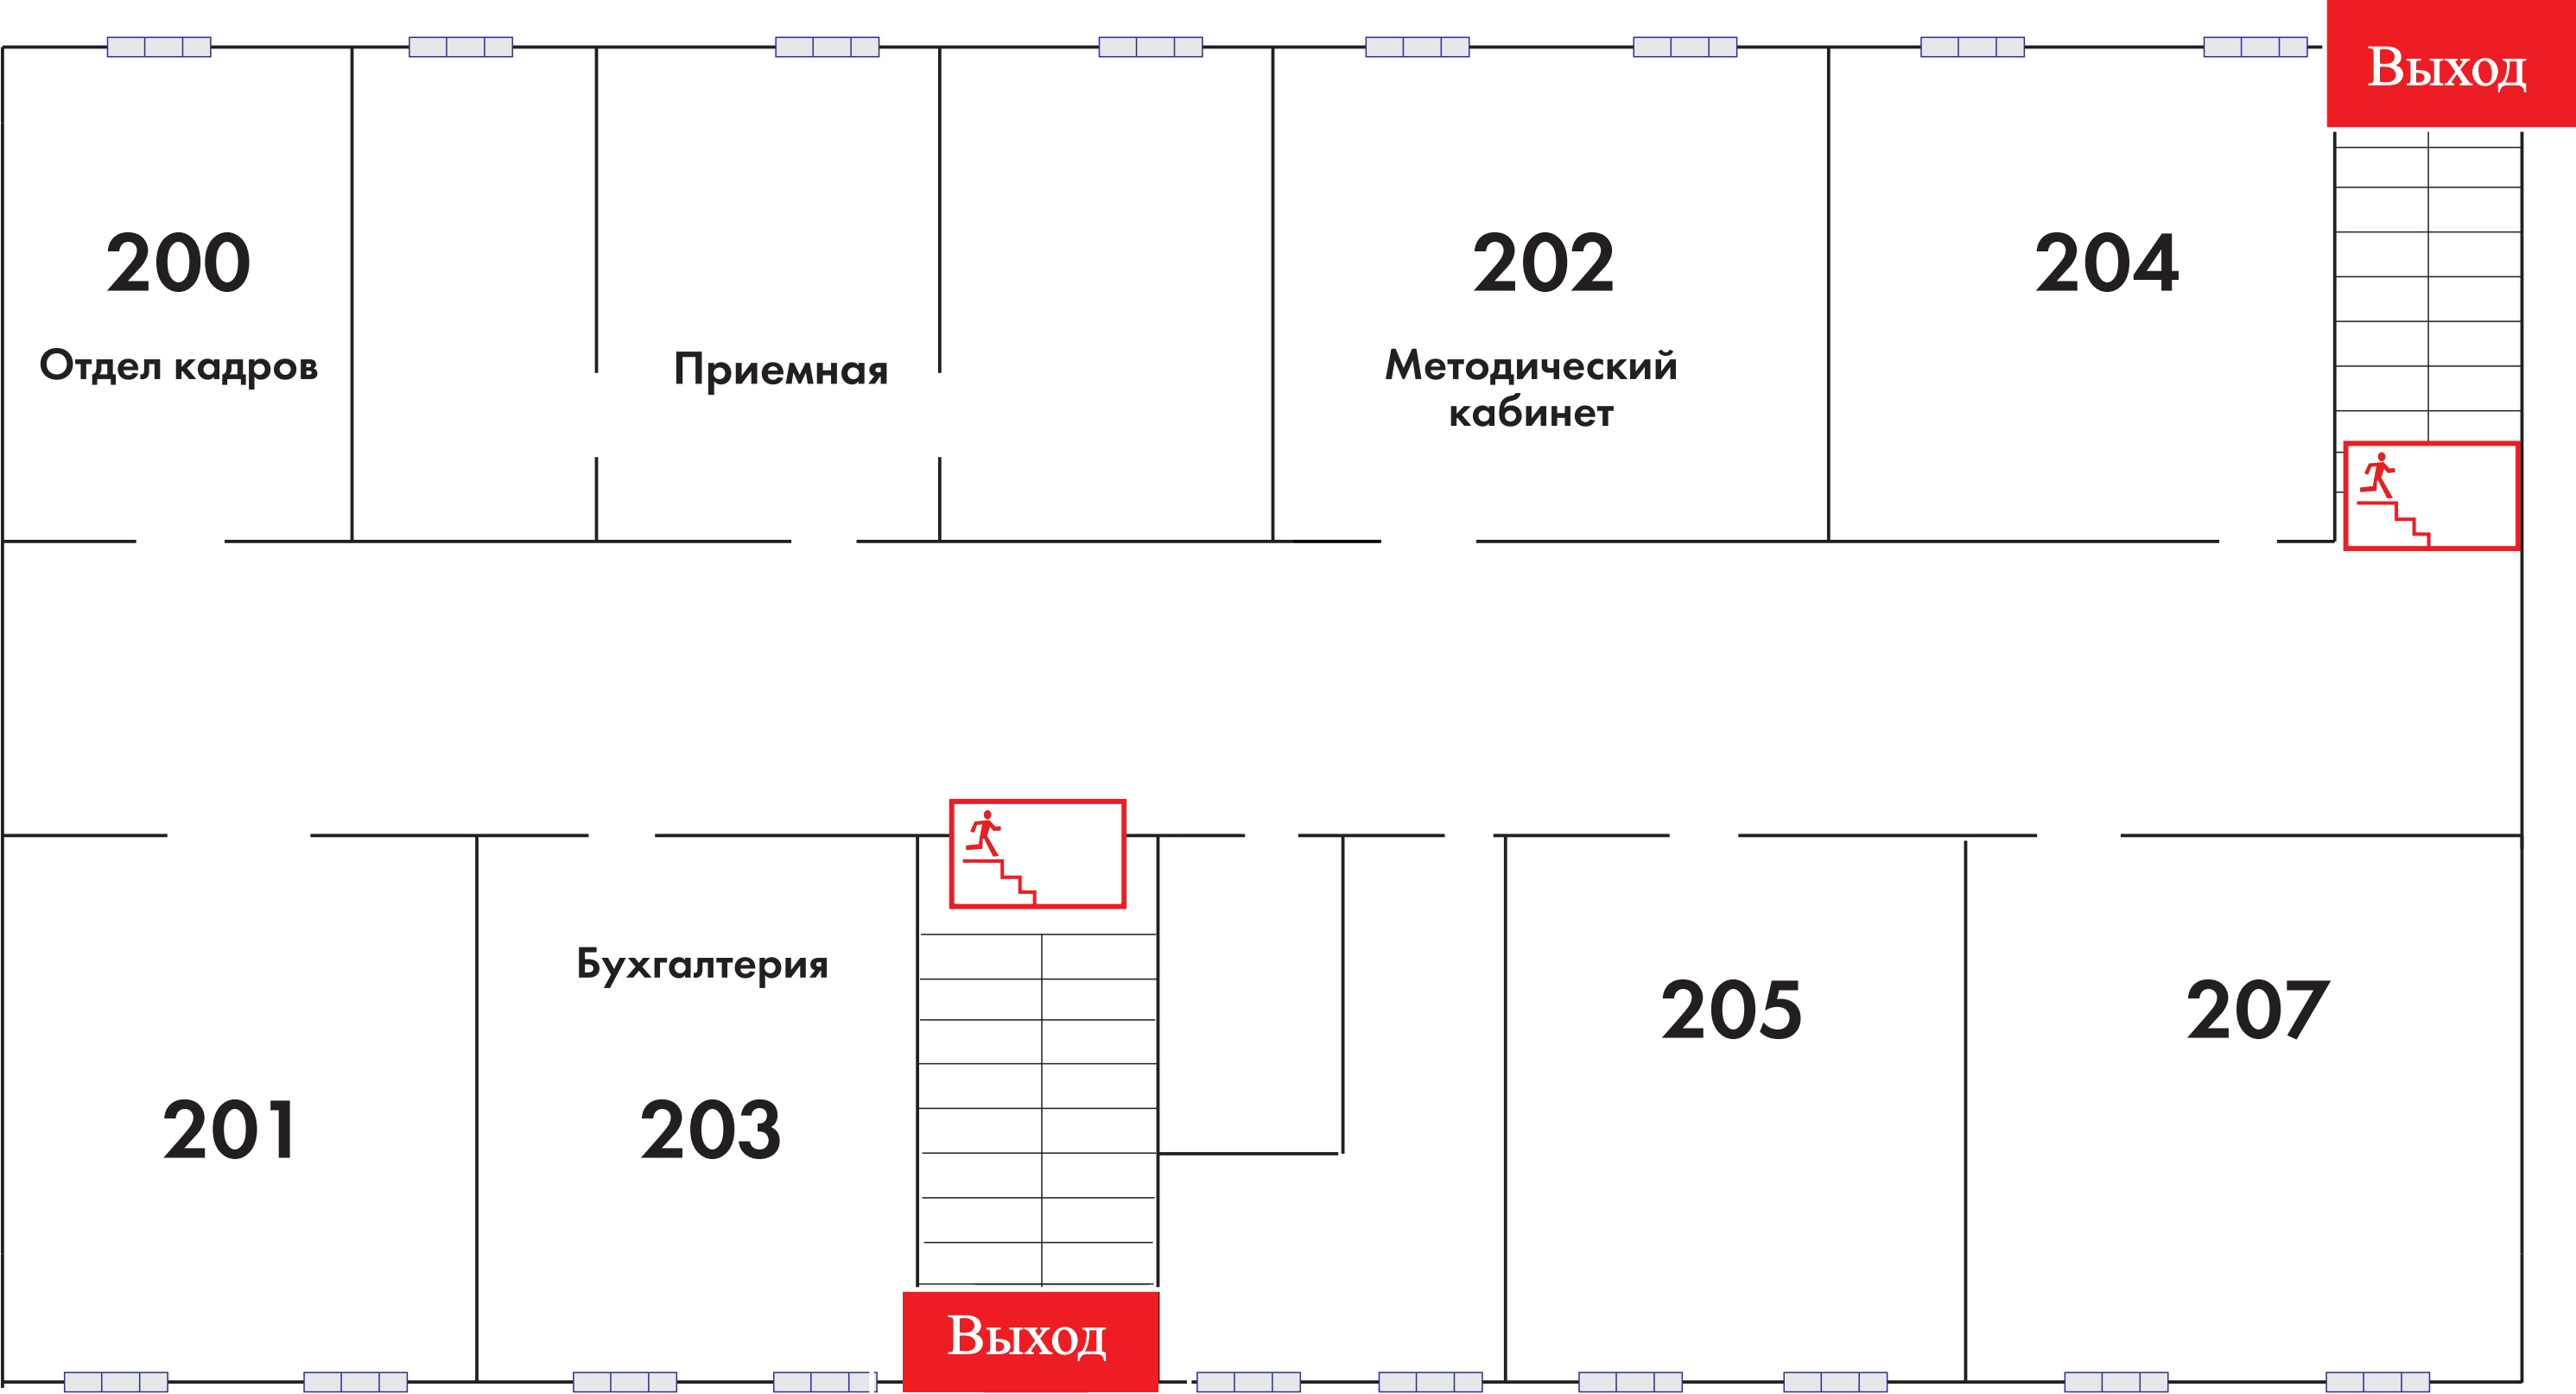 Выход
200
202
204
Отдел кадров
Приемная
Методический
кабинет
Бухгалтерия
205
207
201
203
Выход